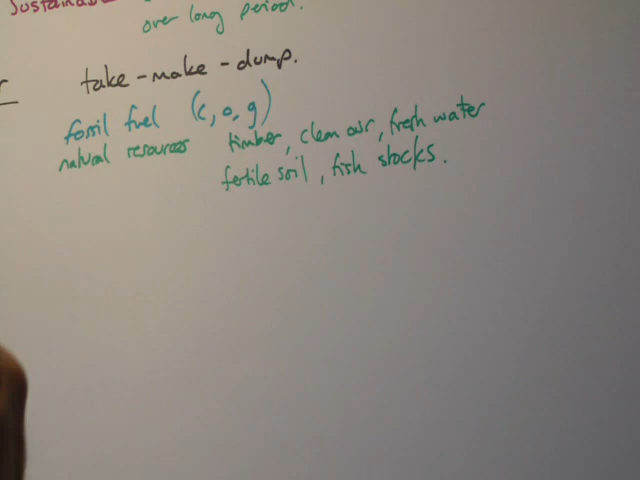 over long period.
take - make - dump.
fossil fuel (c, o, g)
natural resources timber, clean air, fresh water
fertile soil, fish stocks.